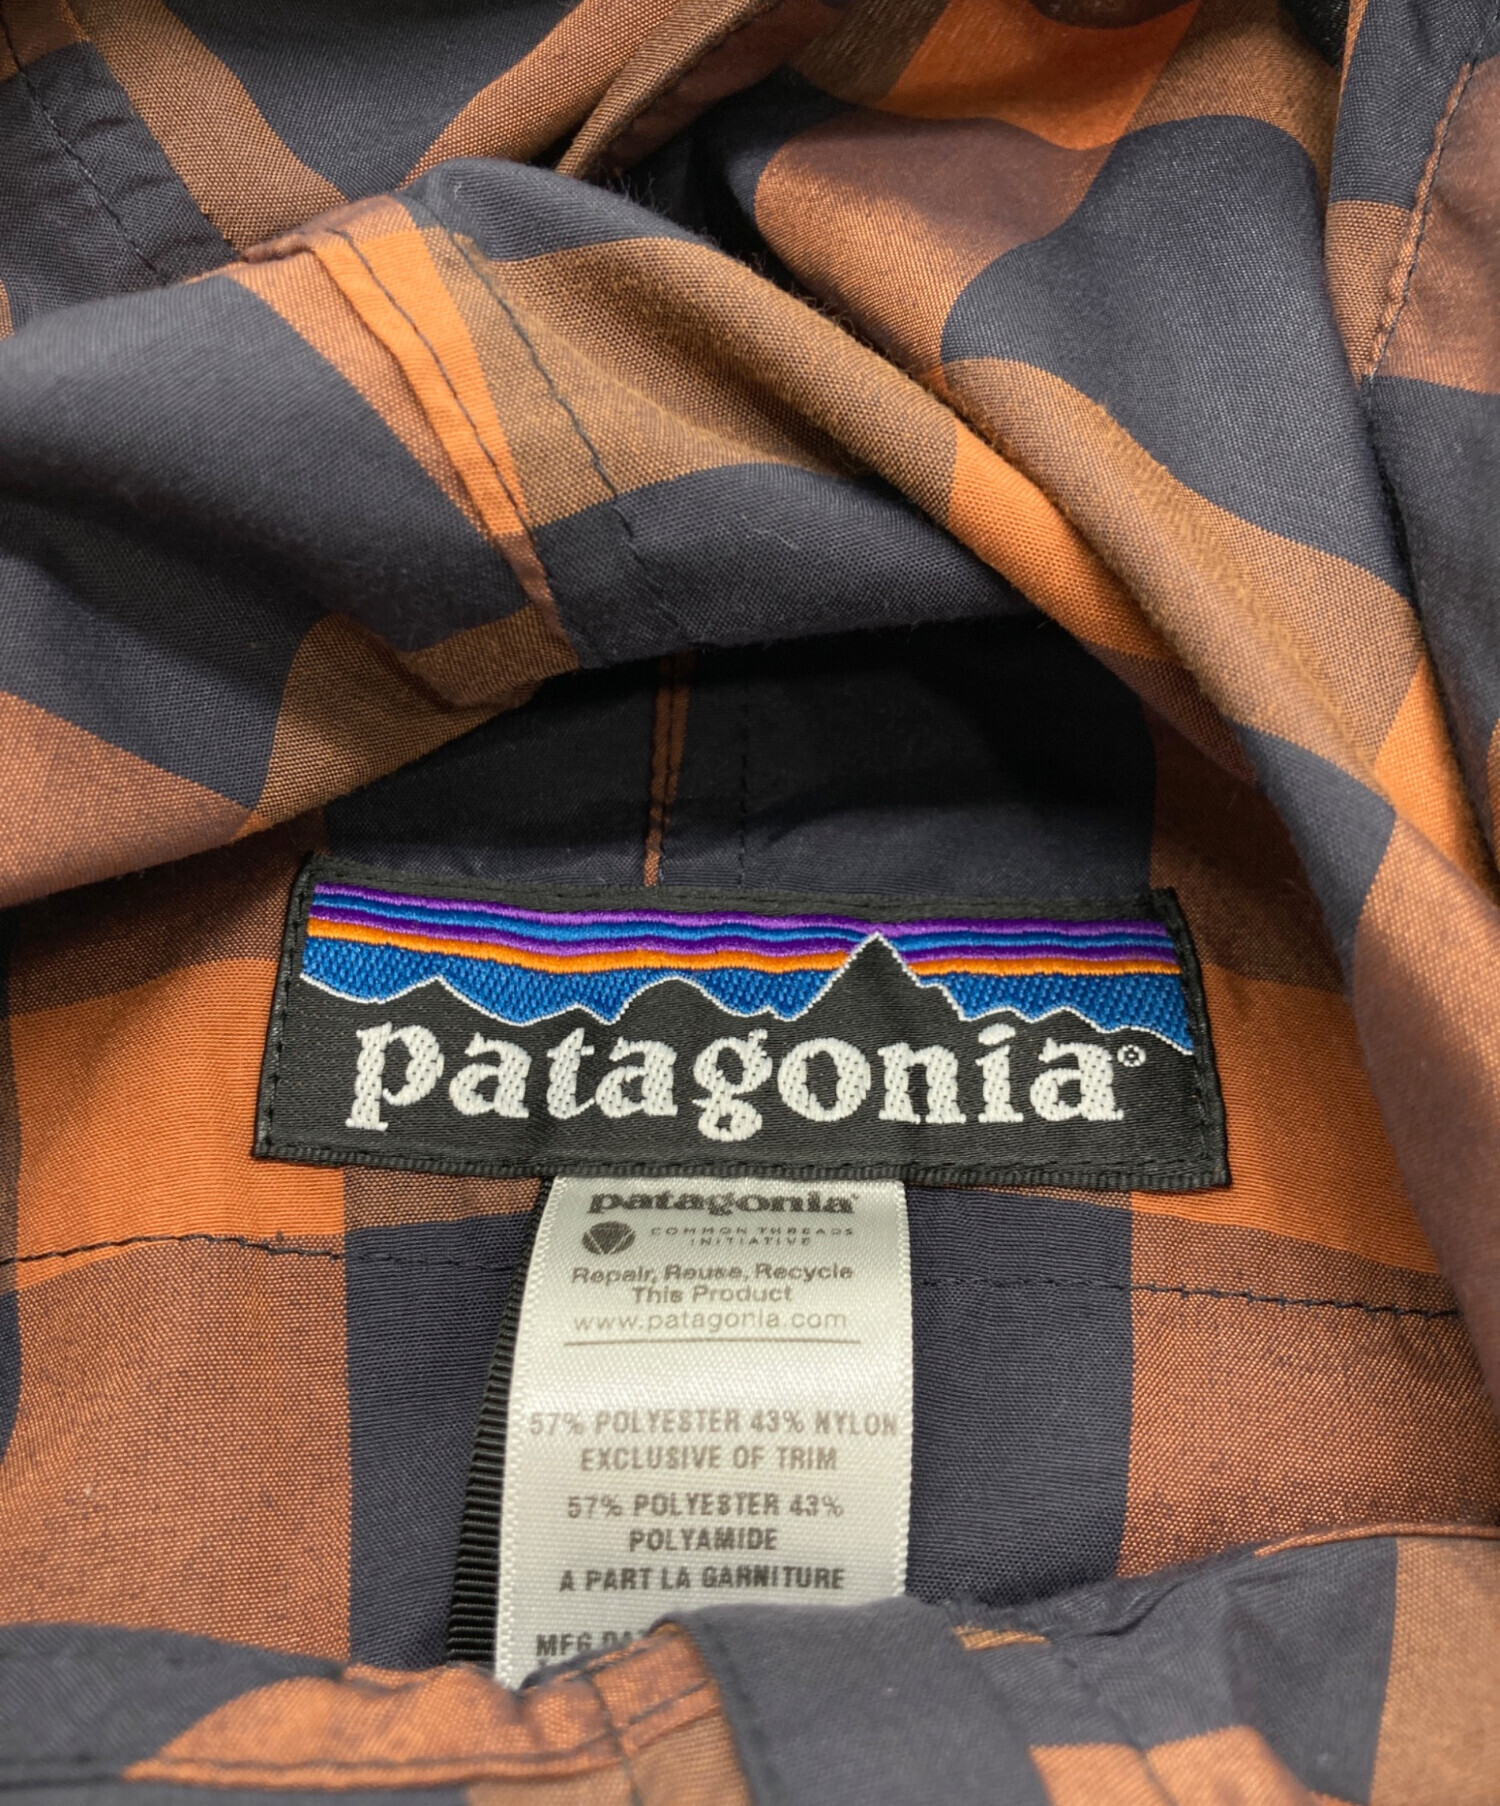 patagonia®
patagonia®
COMMON THREADS
INITIATIVE
Repair, Reuse, Recycle
This Product
www.patagonia.com
57% POLYESTER 43% NYLON
EXCLUSIVE OF TRIM
57% POLYESTER 43%
POLYAMIDE
A PART LA GARNITURE
MFG